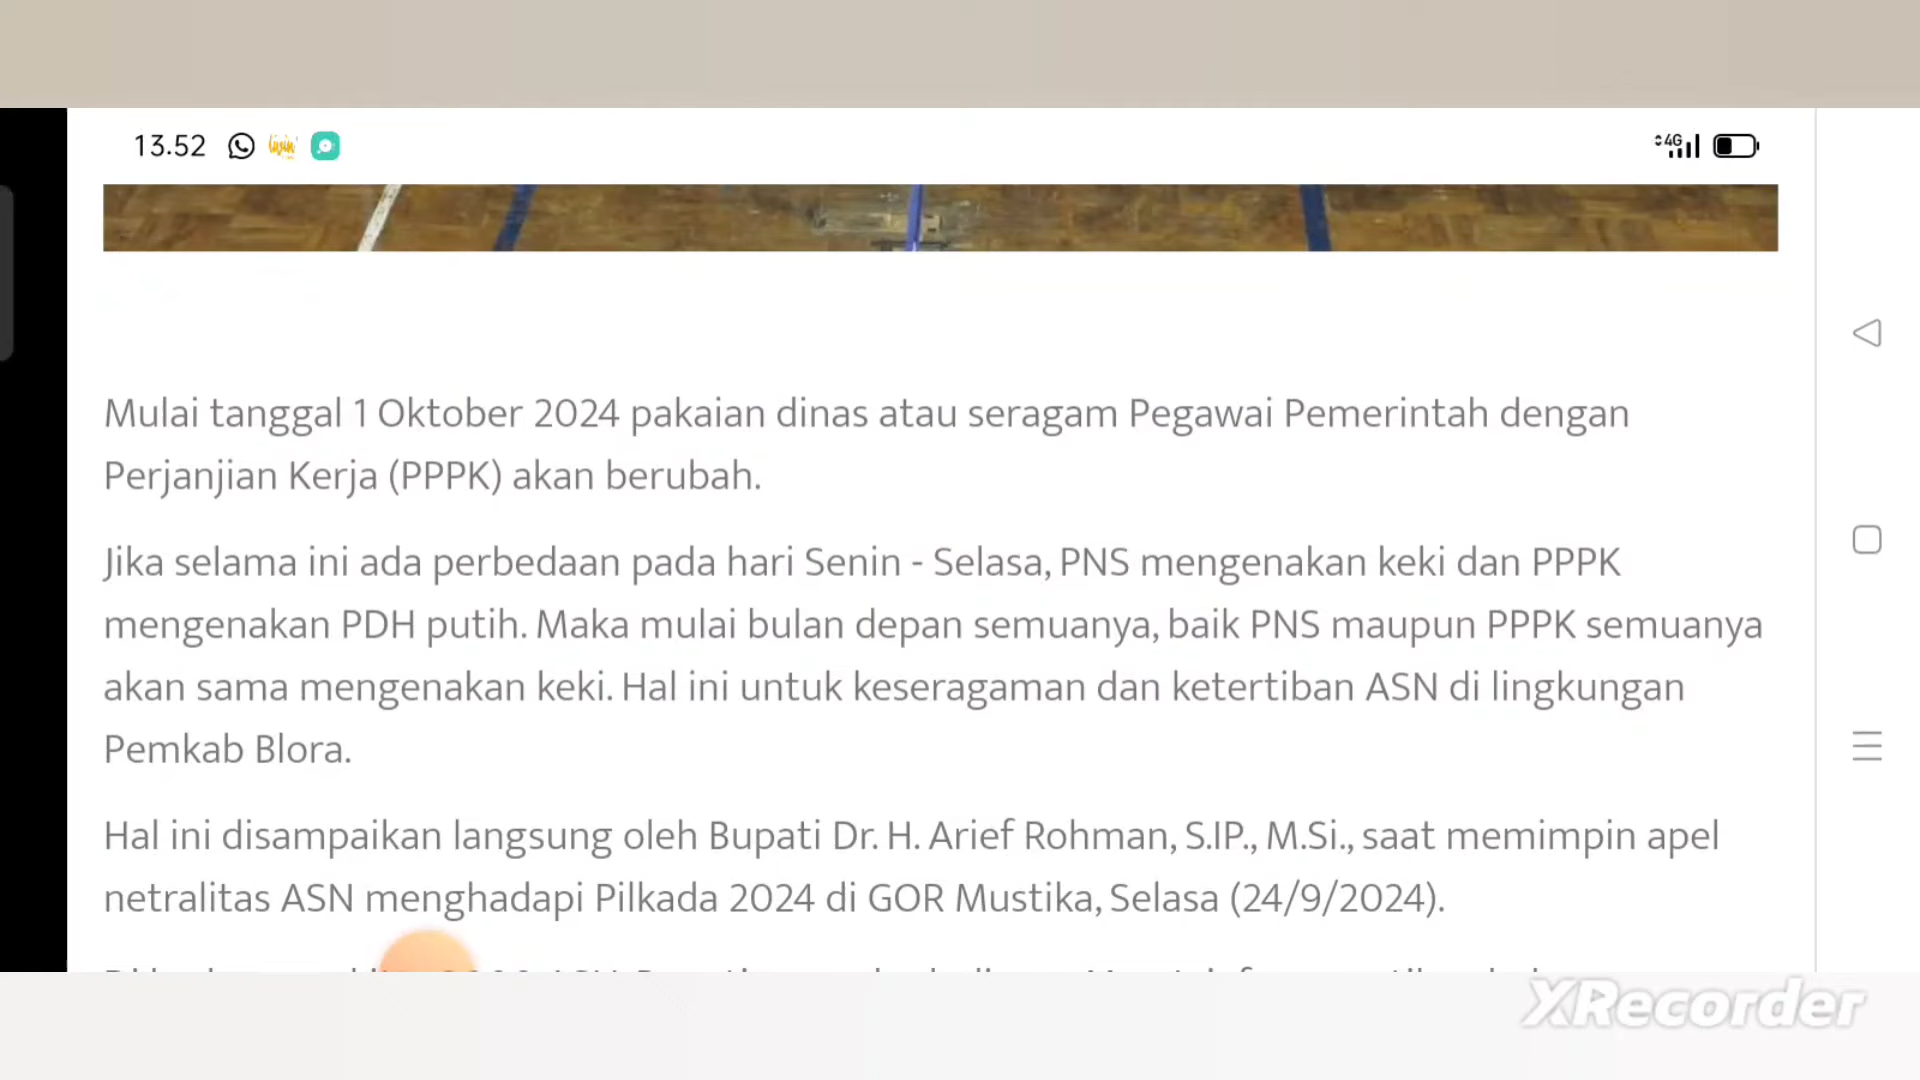 13.52
4G
Mulai tanggal 1 Oktober 2024 pakaian dinas atau seragam Pegawai Pemerintah dengan
Perjanjian Kerja (PPPK) akan berubah.
Jika selama ini ada perbedaan pada hari Senin - Selasa, PNS mengenakan keki dan PPPK
mengenakan PDH putih. Maka mulai bulan depan semuanya, baik PNS maupun PPPK semuanya
akan sama mengenakan keki. Hal ini untuk keseragaman dan ketertiban ASN di lingkungan
Pemkab Blora.
Hal ini disampaikan langsung oleh Bupati Dr. H. Arief Rohman, S.IP., M.Si., saat memimpin apel
netralitas ASN menghadapi Pilkada 2024 di GOR Mustika, Selasa (24/9/2024).
XRecorder